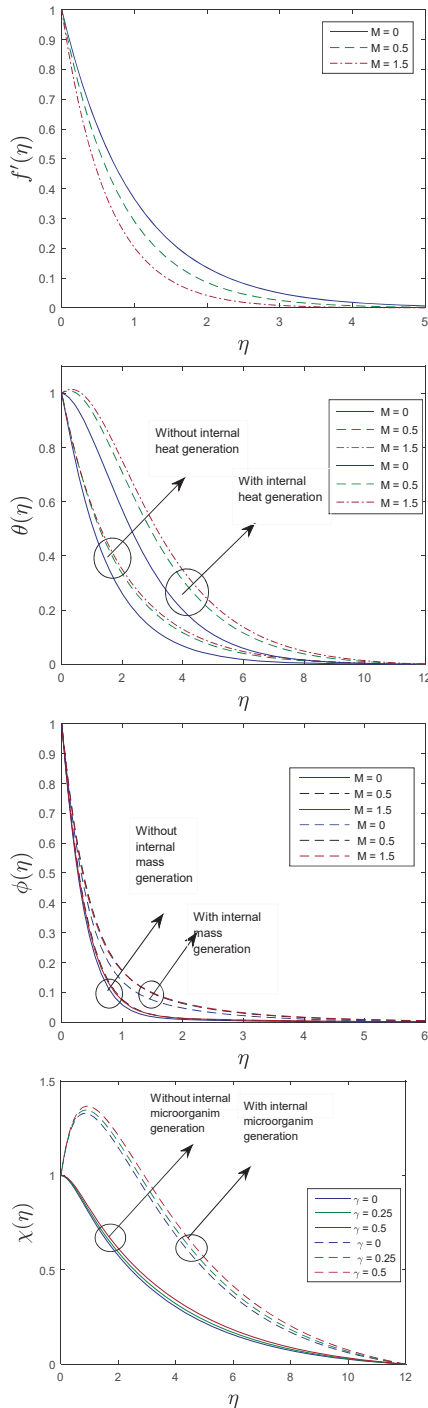 1
0.9
0.8
0.7
0.6
0.5
0.4
0.3
0.2
0.1
0
f′(η)
M = 0
M = 0.5
M = 1.5
0 1 2 3 4 5
η
1
0.8
0.6
0.4
0.2
0
θ(η)
Without internal
heat generation
With internal
heat generation
M = 0
M = 0.5
M = 1.5
M = 0
M = 0.5
M = 1.5
0 2 4 6 8 10 12
η
1
0.9
0.8
0.7
0.6
0.5
0.4
0.3
0.2
0.1
0
ϕ(η)
Without
internal
mass
generation
With internal
mass
generation
M = 0
M = 0.5
M = 1.5
M = 0
M = 0.5
M = 1.5
0 1 2 3 4 5 6
η
1.5
1
0.5
0
χ(η)
Without internal
microorganim
generation
With internal
microorganim
generation
γ = 0
γ = 0.25
γ = 0.5
γ = 0
γ = 0.25
γ = 0.5
0 2 4 6 8 10 12
η